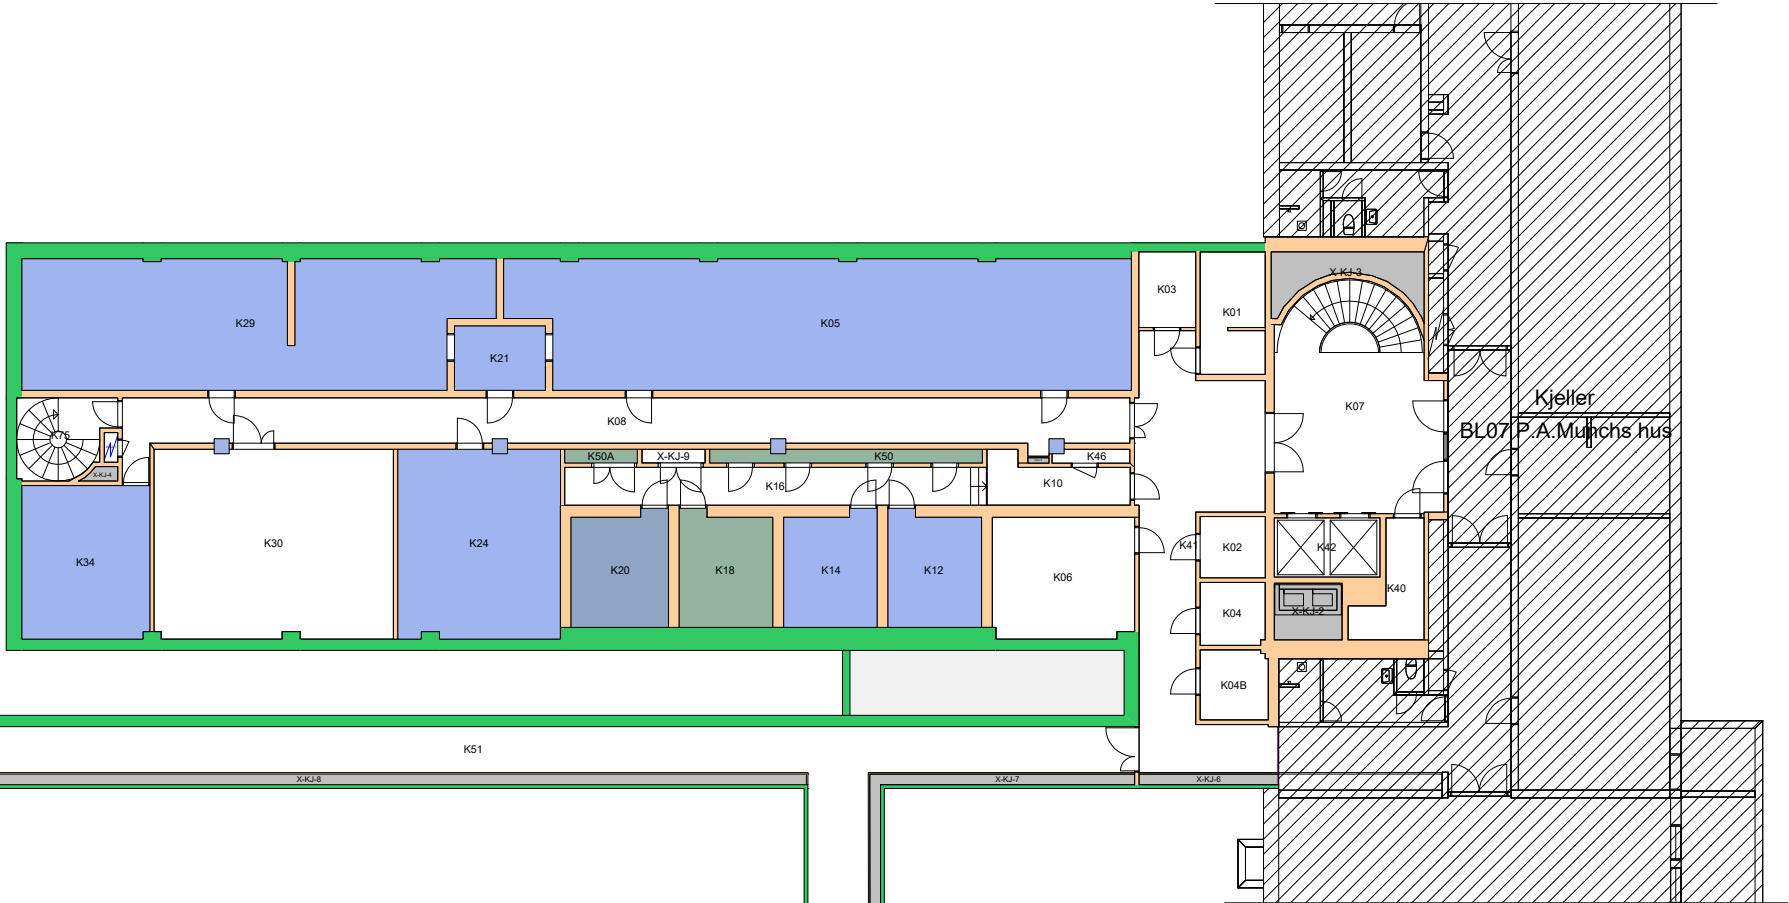 X-KJ-3
K03
K01
K29
K05
K21
Kjeller
K07
K08
BL07 P.A.Munchs hus
K75
K50A
X-KJ-9
K50
K46
X-KJ-4
K10
K16
K30
K24
K41
K02
K42
K34
K20
K18
K14
K12
K06
K40
K04
X-KJ-2
K04B
K51
X-KJ-8
X-KJ-7
X-KJ-6